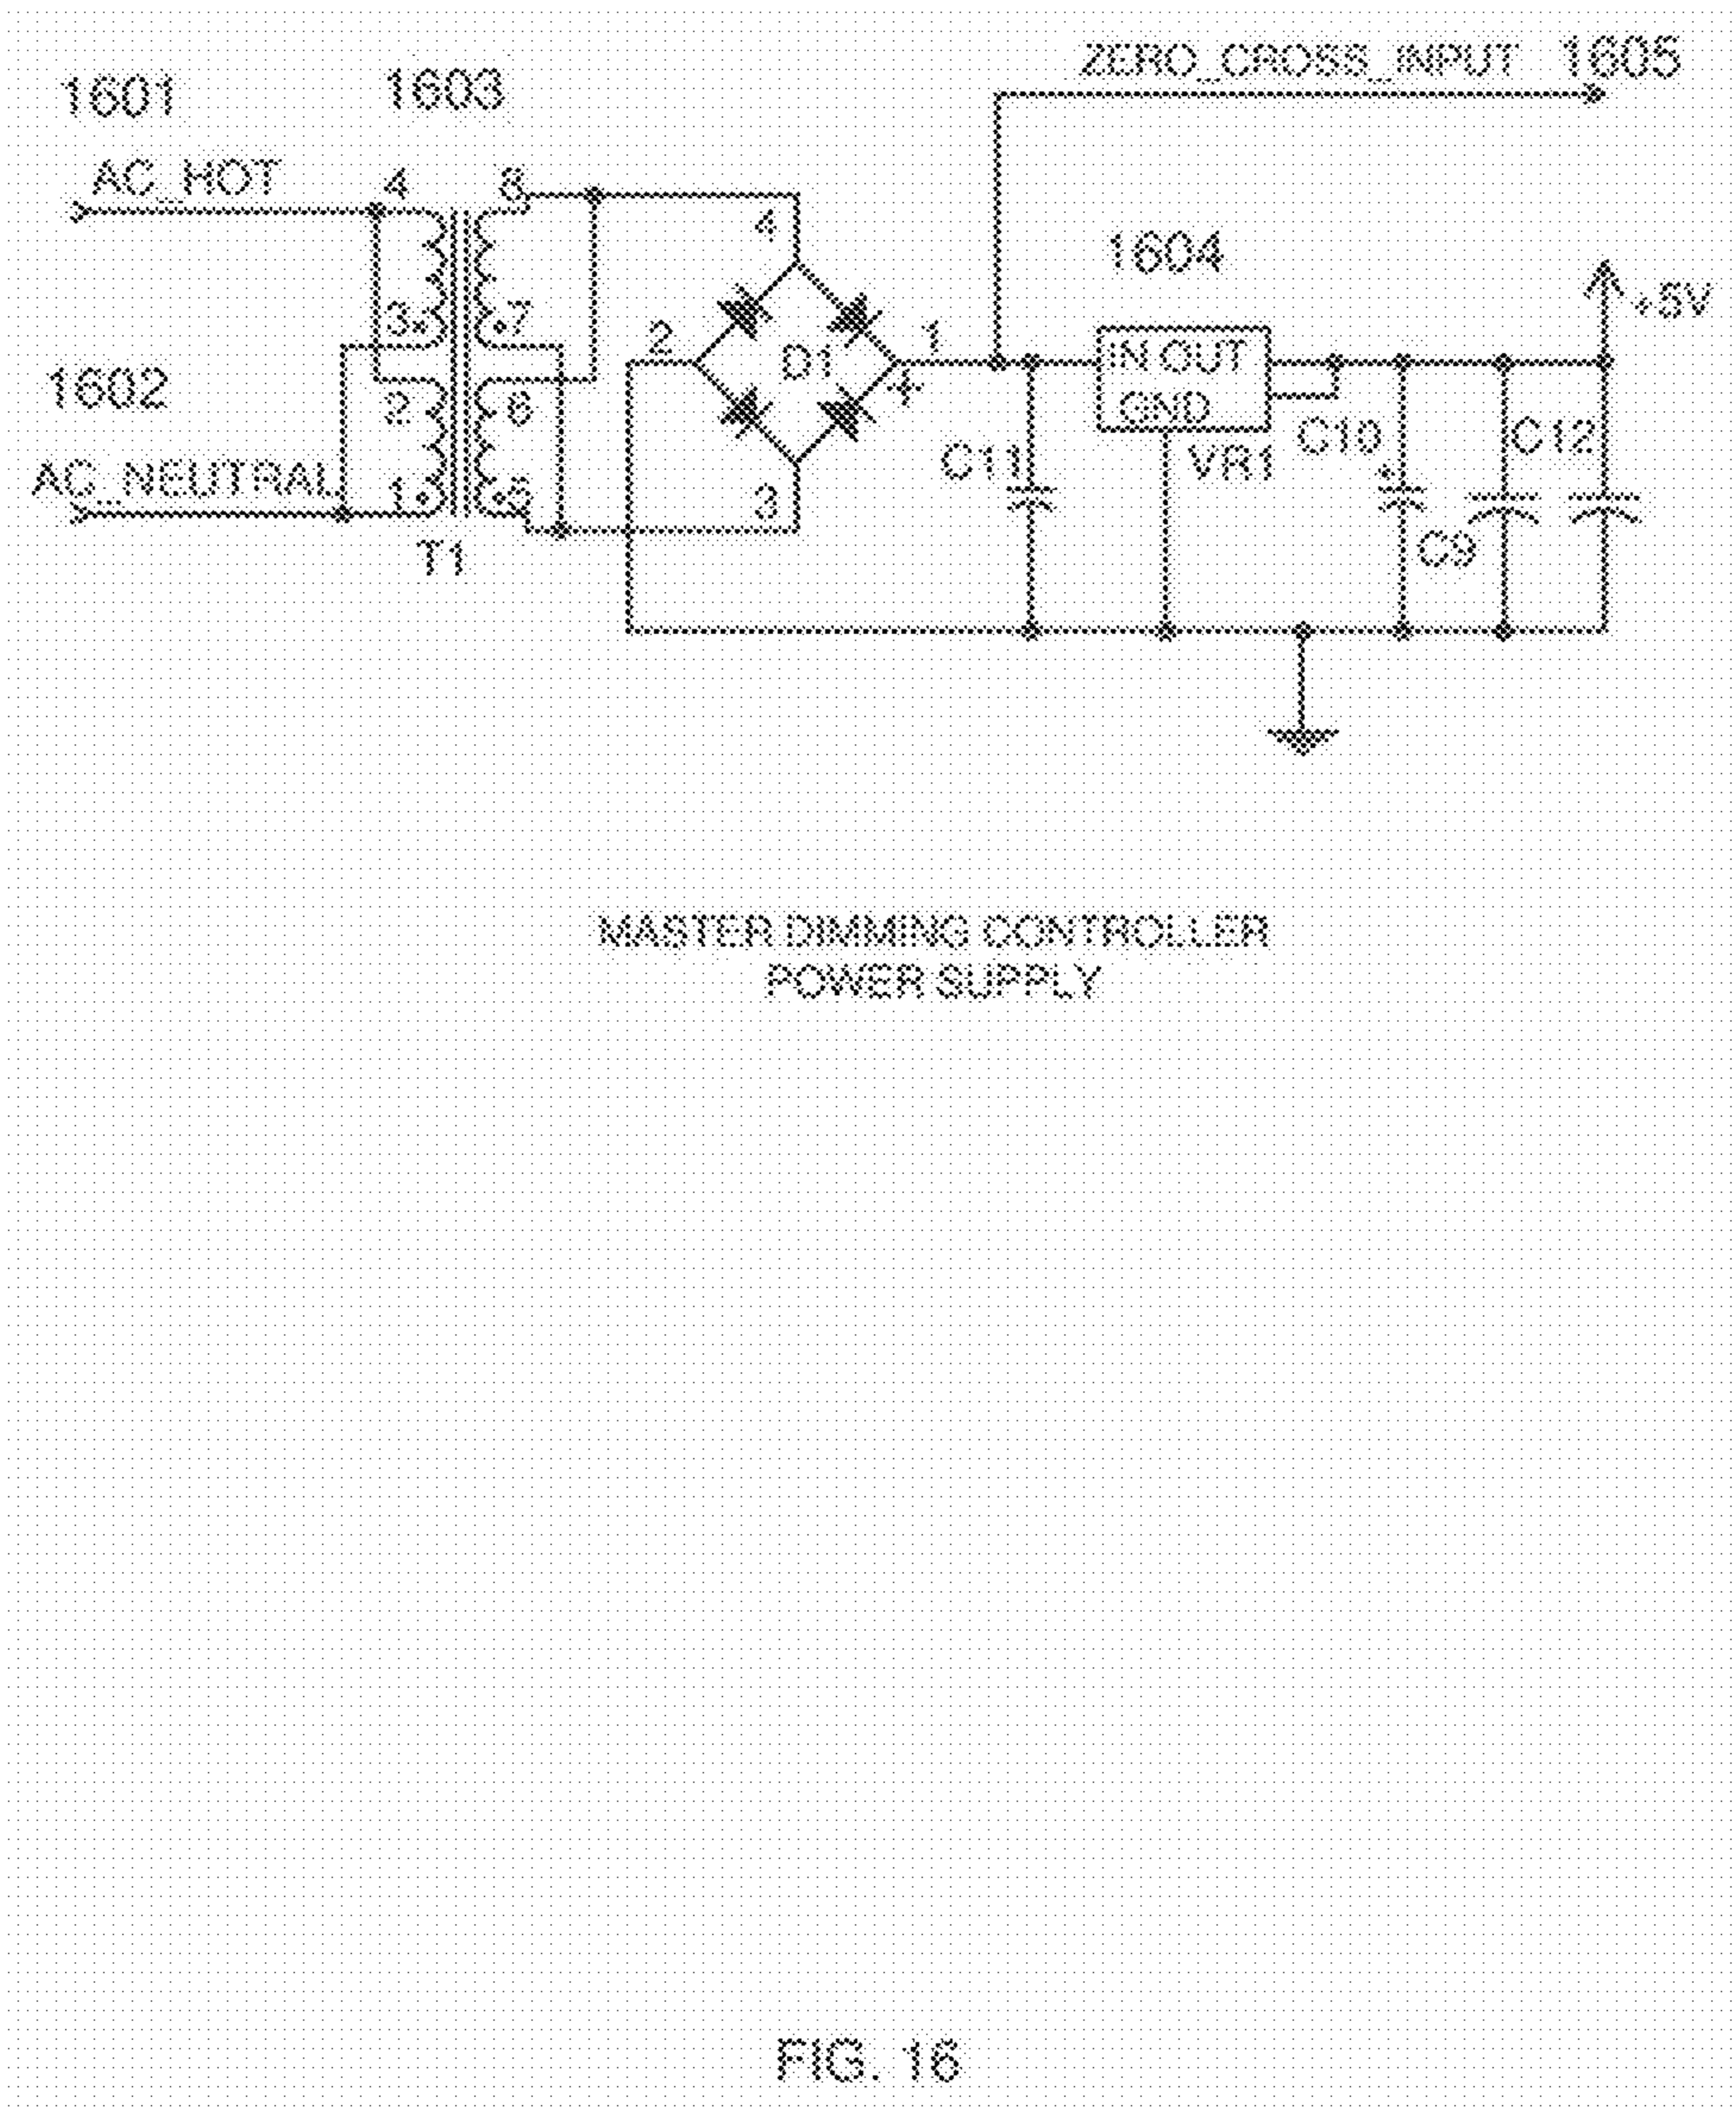 ZERO_CROSS_INPUT 1605
1601
1603
AC_HOT
4
8
4
1604
+5V
3
7
2
D1
1
+
IN OUT
GND
1602
2
6
C11
VR1
C10
+
C12
AC_NEUTRAL
1
5
3
C9
T1
MASTER DIMMING CONTROLLER
POWER SUPPLY
FIG. 16